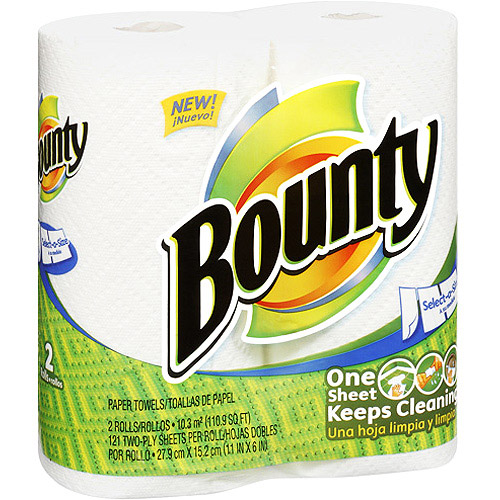 NEW!
¡Nuevo!
Bounty
ounty
Select-a-Size
Select-a-Si
2
One
Sheet
Keeps Cleaning
Una hoja limpia y limpia
PAPER TOWELS/TOALLAS DE PAPEL
2 ROLLS/ROLLOS • 10.3 m² (110.9 SQ FT)
121 TWO-PLY SHEETS PER ROLL/HOJAS DOBLES
POR ROLLO • 27.9 cm X 15.2 cm (11 IN X 6 IN)